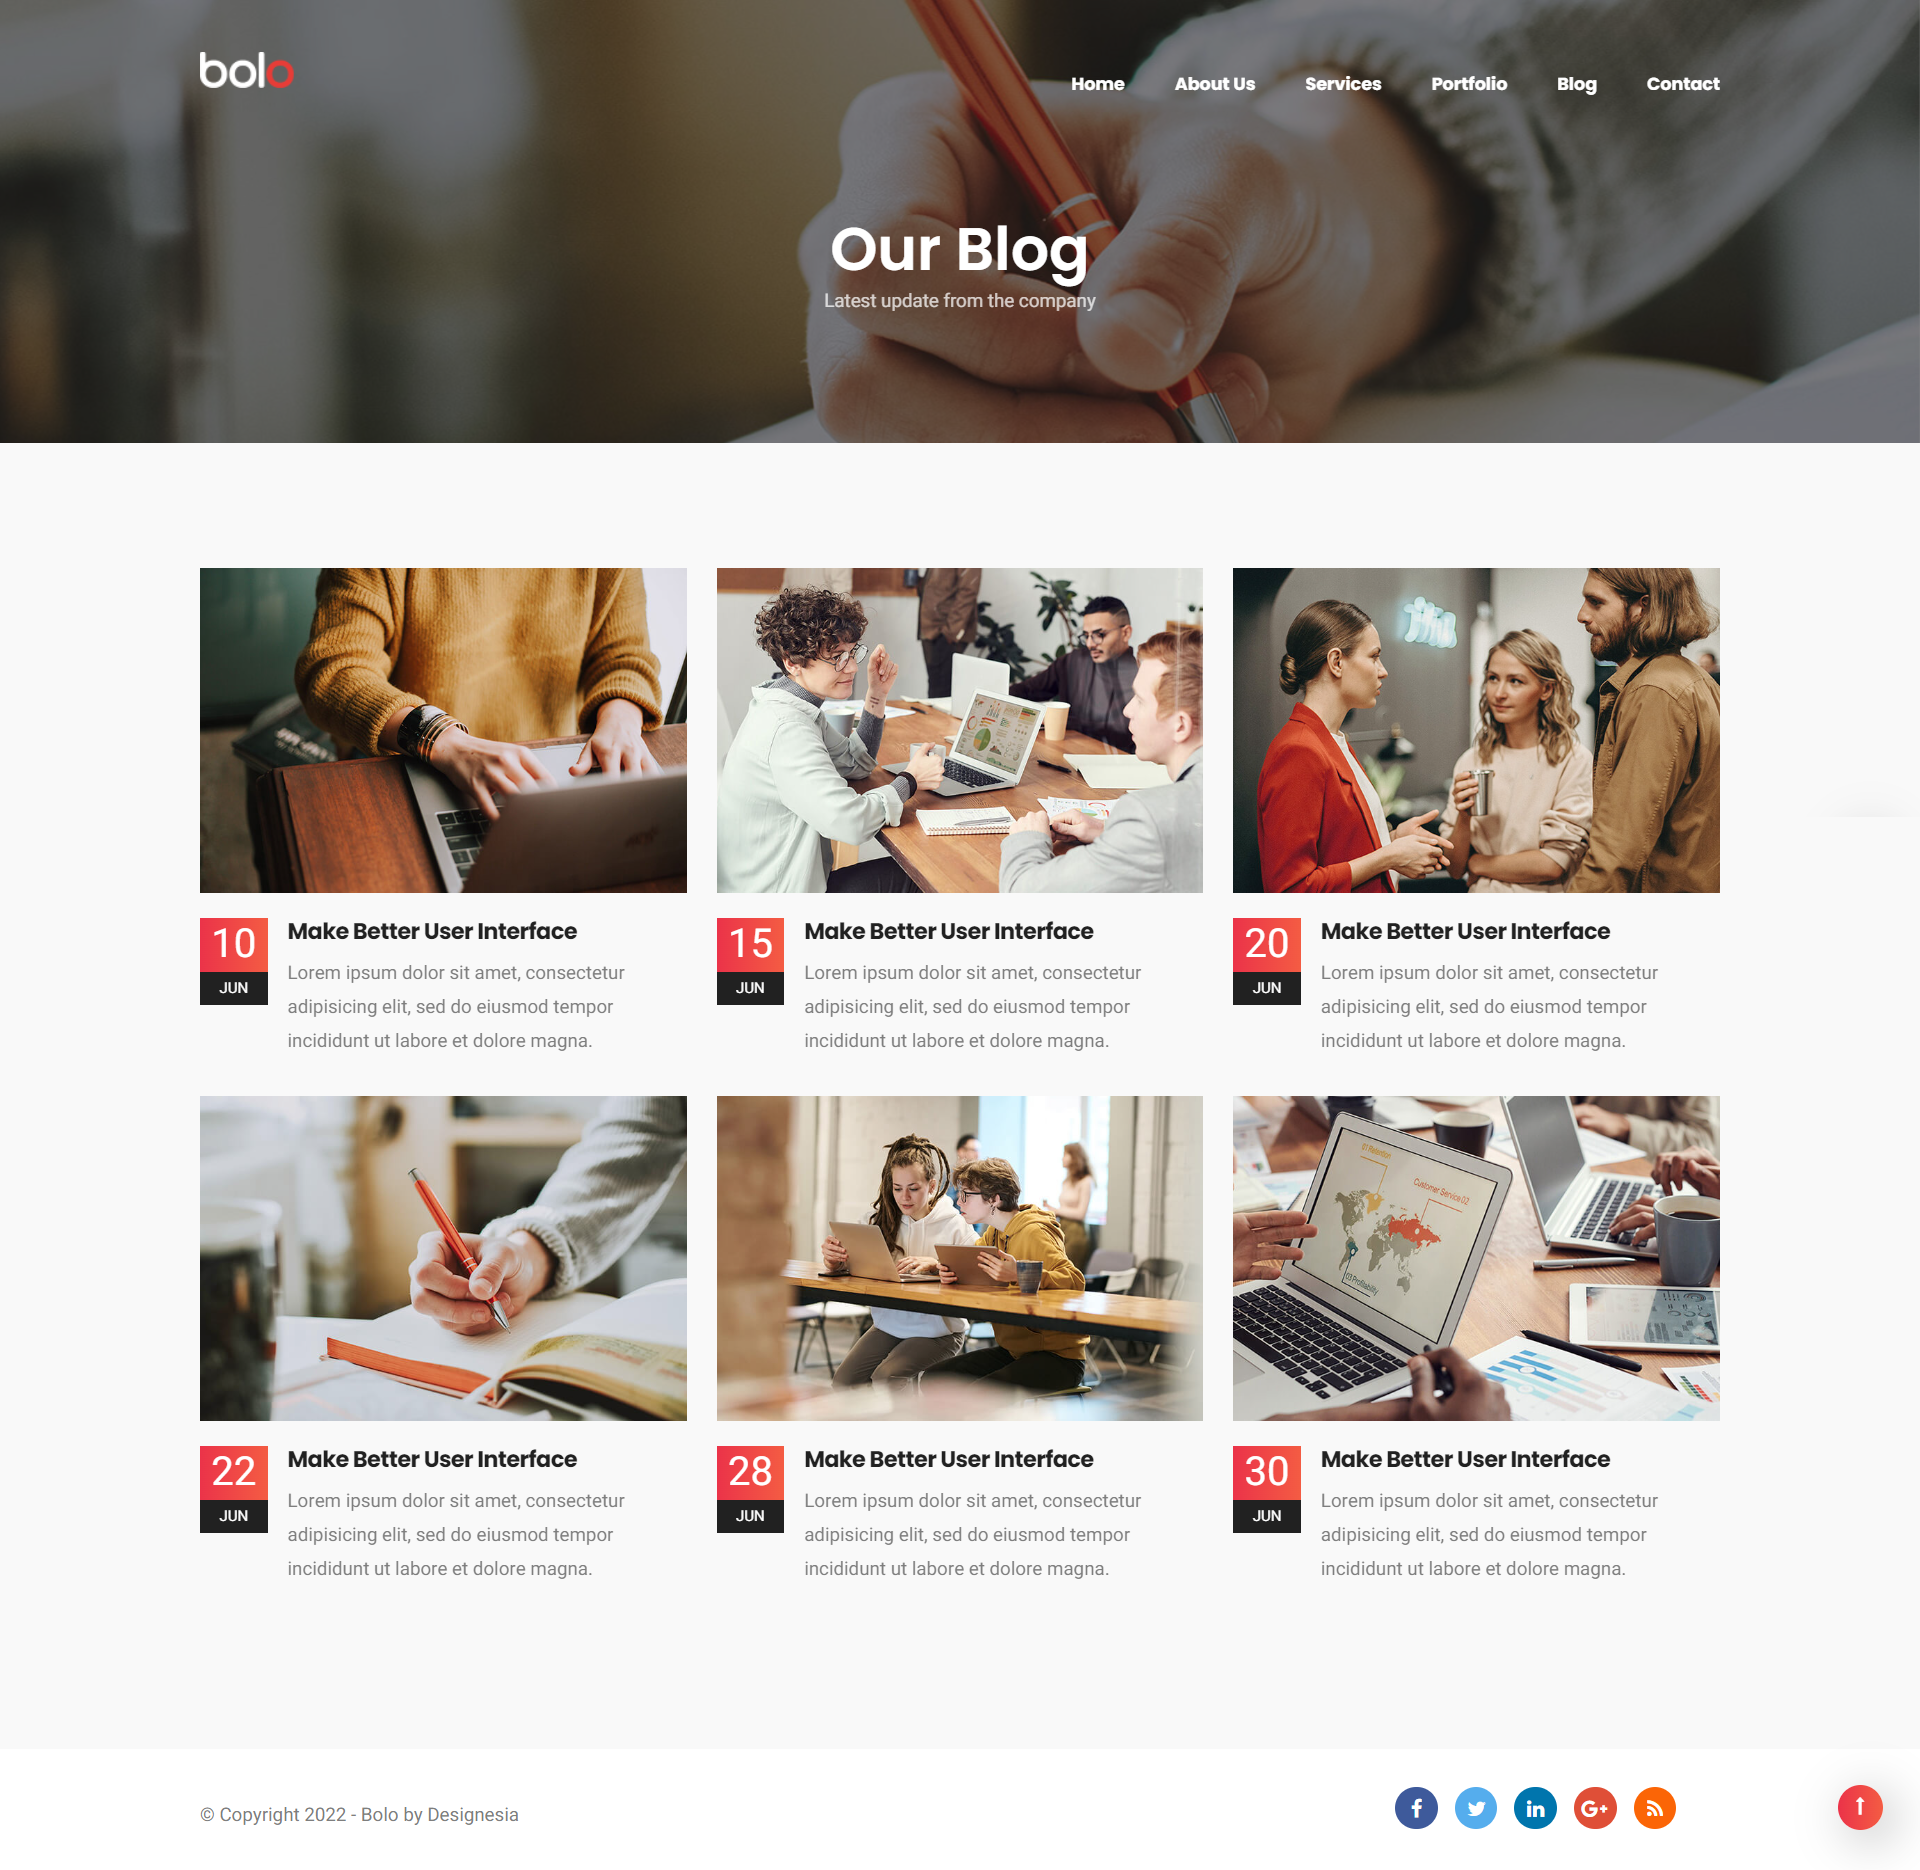 bolo
Home About Us Services Portfolio Blog Contact
Our Blog
Latest update from the company
10
JUN
Make Better User Interface
Lorem ipsum dolor sit amet, consectetur
adipisicing elit, sed do eiusmod tempor
incididunt ut labore et dolore magna.
15
JUN
Make Better User Interface
Lorem ipsum dolor sit amet, consectetur
adipisicing elit, sed do eiusmod tempor
incididunt ut labore et dolore magna.
20
JUN
Make Better User Interface
Lorem ipsum dolor sit amet, consectetur
adipisicing elit, sed do eiusmod tempor
incididunt ut labore et dolore magna.
01 Retention
Customer Service 02
03 Profitability
22
JUN
Make Better User Interface
Lorem ipsum dolor sit amet, consectetur
adipisicing elit, sed do eiusmod tempor
incididunt ut labore et dolore magna.
28
JUN
Make Better User Interface
Lorem ipsum dolor sit amet, consectetur
adipisicing elit, sed do eiusmod tempor
incididunt ut labore et dolore magna.
30
JUN
Make Better User Interface
Lorem ipsum dolor sit amet, consectetur
adipisicing elit, sed do eiusmod tempor
incididunt ut labore et dolore magna.
© Copyright 2022 - Bolo by Designesia